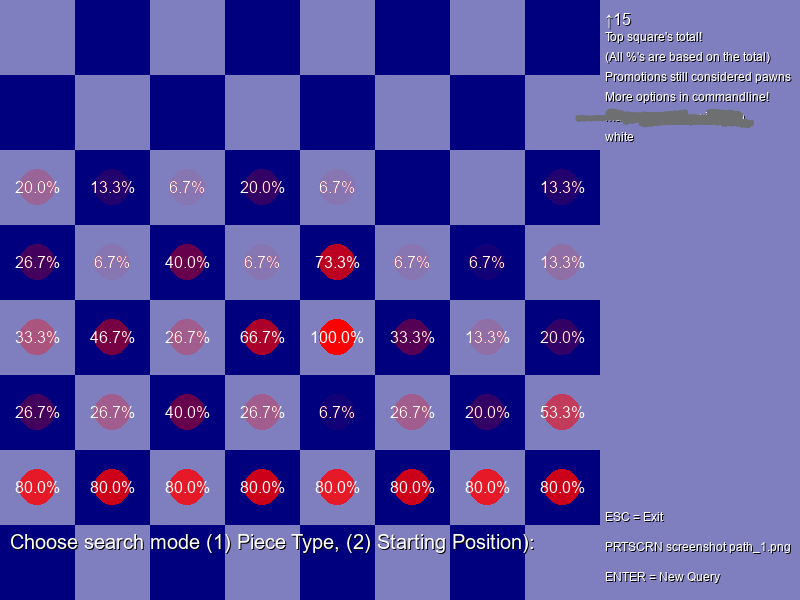 ↑15
Top square's total!
(All %'s are based on the total)
Promotions still considered pawns
More options in commandline!
white
20.0% 13.3% 6.7% 20.0% 6.7% 13.3%
26.7% 6.7% 40.0% 6.7% 73.3% 6.7% 6.7% 13.3%
33.3% 46.7% 26.7% 66.7% 100.0% 33.3% 13.3% 20.0%
26.7% 26.7% 40.0% 26.7% 6.7% 26.7% 20.0% 53.3%
80.0% 80.0% 80.0% 80.0% 80.0% 80.0% 80.0% 80.0%
Choose search mode (1) Piece Type, (2) Starting Position):
ESC = Exit
PRTSCRN screenshot path_1.png
ENTER = New Query